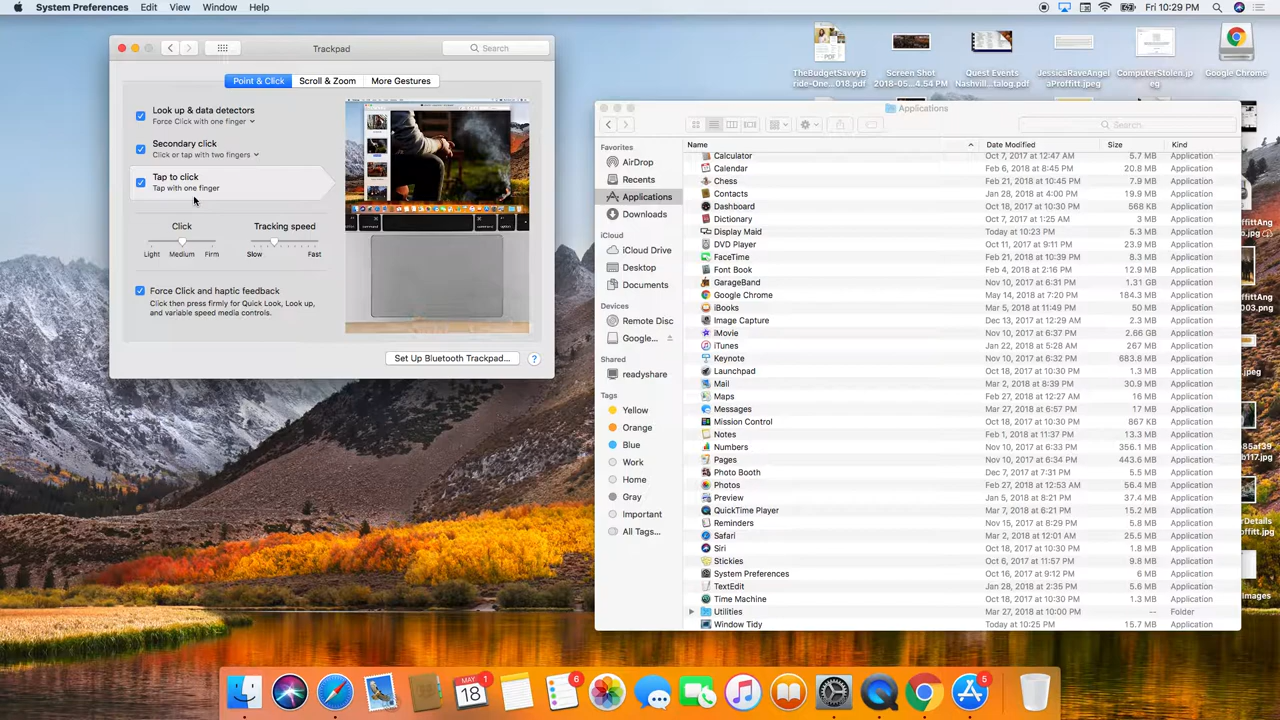 System Preferences Edit View Window Help
Fri 10:29 PM
Trackpad
Search
Point & Click Scroll & Zoom More Gestures
Look up & data detectors
Force Click with one finger
Secondary click
Click or tap with two fingers
Tap to click
Tap with one finger
Click
Tracking speed
Light Medium Firm
Slow Fast
Force Click and haptic feedback
Click then press firmly for Quick Look, Look up,
and variable speed media controls.
Set Up Bluetooth Trackpad...
?
TheBudgetSavvyB
ride-One...018.pdf
Screen Shot
2018-05...
Quest Events
Nashvil...talog.pdf
JessicaRaveAngel
aProffitt.jpeg
ComputerStolen.jp
eg
Google Chrome
Applications
Search
Favorites
AirDrop
Recents
Applications
Downloads
iCloud
iCloud Drive
Desktop
Documents
Devices
Remote Disc
Google...
Shared
readyshare
Tags
Yellow
Orange
Blue
Work
Home
Gray
Important
All Tags...
Name Date Modified Size Kind
Calculator Oct 7, 2017 at 12:47 AM 5.7 MB Application
Calendar Feb 6, 2018 at 8:45 PM 20.8 MB Application
Chess Feb 21, 2018 at 10:45 PM 7.9 MB Application
Contacts Jan 28, 2018 at 4:00 PM 19.9 MB Application
Dashboard Oct 18, 2017 at 10:30 PM 568 KB Application
Dictionary Oct 7, 2017 at 1:25 AM 3 MB Application
Display Maid Today at 10:23 PM 2.9 MB Application
DVD Player Oct 11, 2017 at 9:11 PM 23.9 MB Application
FaceTime Feb 21, 2018 at 10:39 PM 8.3 MB Application
Font Book Feb 4, 2018 at 2:16 PM 12.9 MB Application
GarageBand Nov 10, 2017 at 6:31 PM 1.31 GB Application
Google Chrome May 14, 2018 at 7:20 PM 184.3 MB Application
iBooks Mar 5, 2018 at 11:49 PM 50 MB Application
Image Capture Dec 13, 2017 at 12:29 AM 2.3 MB Application
iMovie Nov 10, 2017 at 6:37 PM 2.66 GB Application
iTunes Jan 22, 2018 at 5:28 PM 267 MB Application
Keynote Nov 10, 2017 at 6:32 PM 683.8 MB Application
Launchpad Oct 18, 2017 at 10:30 PM 1.3 MB Application
Mail Mar 2, 2018 at 8:39 PM 30.9 MB Application
Maps Feb 27, 2018 at 12:27 AM 16 MB Application
Messages Mar 27, 2018 at 6:57 PM 17 MB Application
Mission Control Oct 18, 2017 at 10:30 PM 867 KB Application
Notes Feb 1, 2018 at 11:37 PM 13.3 MB Application
Numbers Nov 10, 2017 at 6:33 PM 356.1 MB Application
Pages Nov 10, 2017 at 6:34 PM 443.6 MB Application
Photo Booth Dec 7, 2017 at 7:31 PM 5.5 MB Application
Photos Feb 27, 2018 at 12:53 AM 56.4 MB Application
Preview Jan 5, 2018 at 8:21 PM 37.4 MB Application
QuickTime Player Mar 7, 2018 at 6:21 PM 15.2 MB Application
Reminders Nov 15, 2017 at 8:29 PM 5.8 MB Application
Safari Mar 2, 2018 at 12:01 AM 25.5 MB Application
Siri Oct 18, 2017 at 10:30 PM 1.8 MB Application
Stickies Oct 6, 2017 at 11:57 PM 9.8 MB Application
System Preferences Oct 16, 2017 at 9:12 PM 6 MB Application
TextEdit Jan 28, 2018 at 2:35 PM 5.6 MB Application
Time Machine Oct 18, 2017 at 10:30 PM 1.3 MB Application
Utilities Mar 27, 2018 at 10:00 PM -- Folder
Window Tidy Today at 10:25 PM 15.7 MB Application
MAY 1
18
6
5